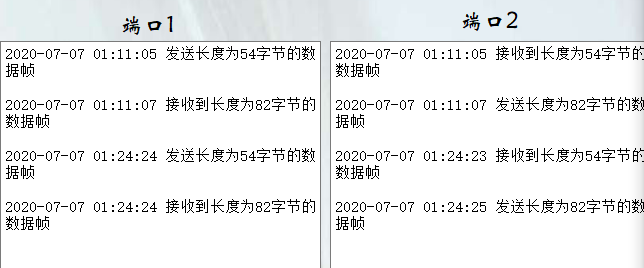 端口1
2020-07-07 01:11:05 发送长度为54字节的数
据帧
2020-07-07 01:11:07 接收到长度为82字节的
数据帧
2020-07-07 01:24:24 发送长度为54字节的数
据帧
2020-07-07 01:24:24 接收到长度为82字节的
数据帧
端口2
2020-07-07 01:11:05 接收到长度为54字节的
数据帧
2020-07-07 01:11:07 发送长度为82字节的数
据帧
2020-07-07 01:24:23 接收到长度为54字节的
数据帧
2020-07-07 01:24:25 发送长度为82字节的数
据帧